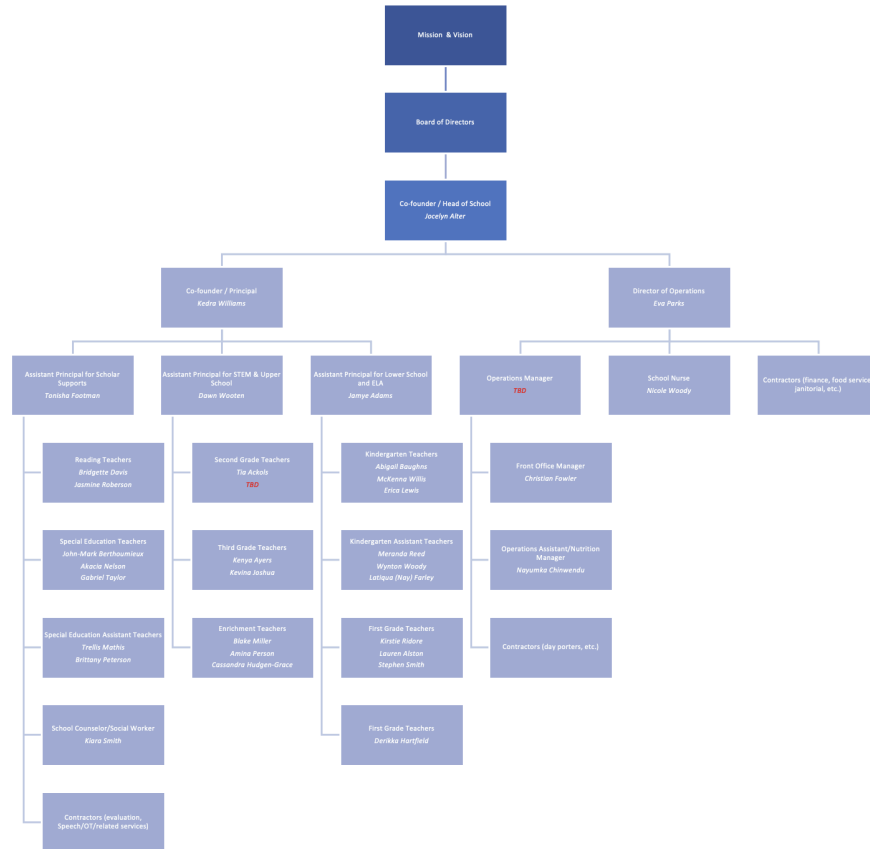 Mission & Vision
Board of Directors
Co-founder / Head of School
Jocelyn Alter
Co-founder / Principal
Kedra Williams
Director of Operations
Eva Parks
Assistant Principal for Scholar
Supports
Tanisha Footman
Assistant Principal for STEM & Upper
School
Dawn Wooten
Assistant Principal for Lower School
and ELA
Jamye Adams
Operations Manager
TBD
School Nurse
Nicole Woody
Contractors (finance, food service,
janitorial, etc.)
Reading Teachers
Bridgette Davis
Jasmine Roberson
Second Grade Teachers
Tia Ackols
TBD
Kindergarten Teachers
Abigail Baughns
McKenna Willis
Erica Lewis
Front Office Manager
Christian Fowler
Special Education Teachers
John-Mark Berthoumieux
Akacia Nelson
Gabriel Taylor
Third Grade Teachers
Kenya Ayers
Kevina Joshua
Kindergarten Assistant Teachers
Meranda Reed
Wynton Woody
Latiqua (Nay) Farley
Operations Assistant/Nutrition
Manager
Nayumka Chinwendu
Special Education Assistant Teachers
Trellis Mathis
Brittany Peterson
Enrichment Teachers
Blake Miller
Amina Person
Cassandra Hudgen-Grace
First Grade Teachers
Kirstie Ridore
Lauren Alston
Stephen Smith
Contractors (day porters, etc.)
School Counselor/Social Worker
Kiara Smith
First Grade Teachers
Derikka Hartfield
Contractors (evaluation,
Speech/OT/related services)